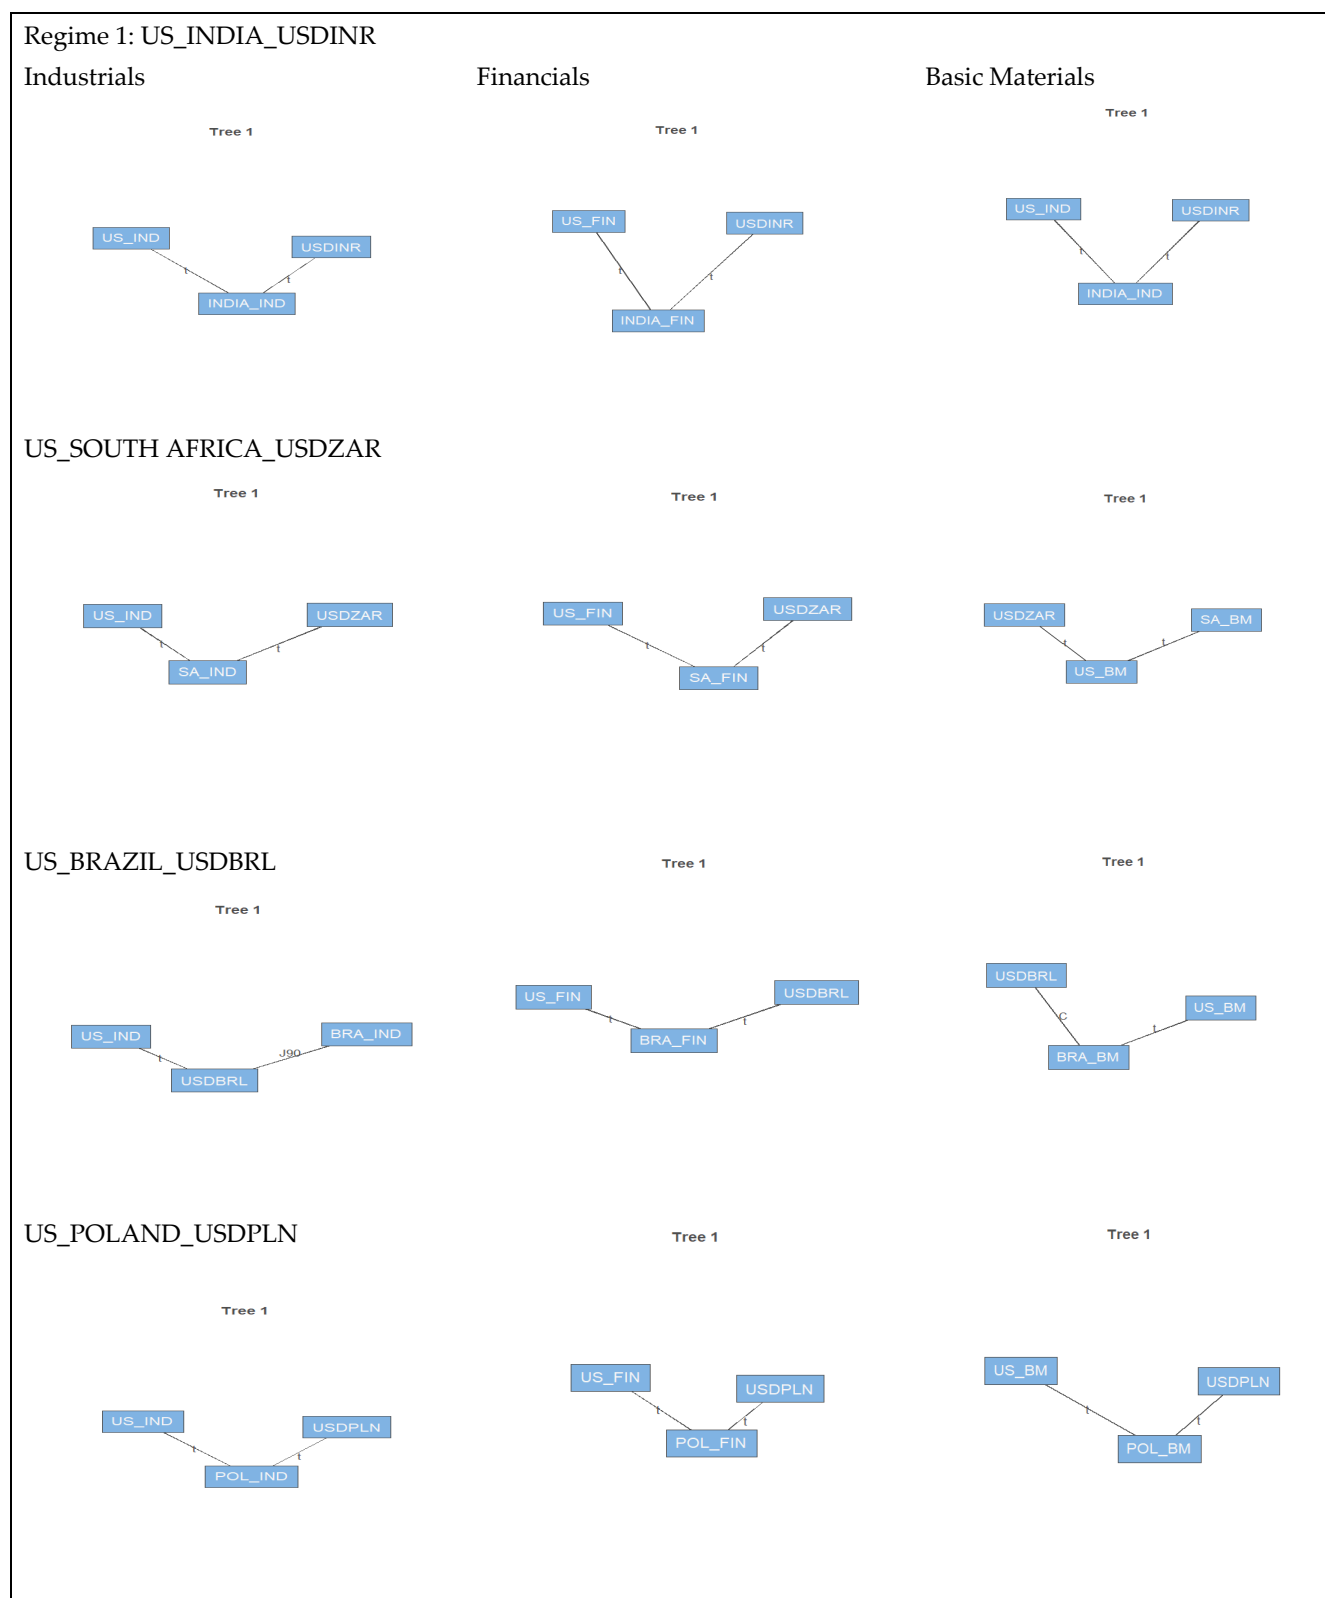 Regime 1: US_INDIA_USDINR
Industrials Financials Basic Materials
Tree 1 Tree 1 Tree 1
US_IND USDINR US_FIN USDINR US_IND USDINR
t t t t t t
INDIA_IND INDIA_FIN INDIA_IND
US_SOUTH AFRICA_USDZAR
Tree 1 Tree 1 Tree 1
US_IND USDZAR US_FIN USDZAR USDZAR SA_BM
t t t t t t
SA_IND SA_FIN US_BM
US_BRAZIL_USDBRL
Tree 1 Tree 1 Tree 1
US_IND BRA_IND US_FIN USDBRL USDBRL US_BM
t J90 t t C t
USDBRL BRA_FIN BRA_BM
US_POLAND_USDPLN
Tree 1 Tree 1 Tree 1
US_IND USDPLN US_FIN USDPLN US_BM USDPLN
t t t t t t
POL_IND POL_FIN POL_BM